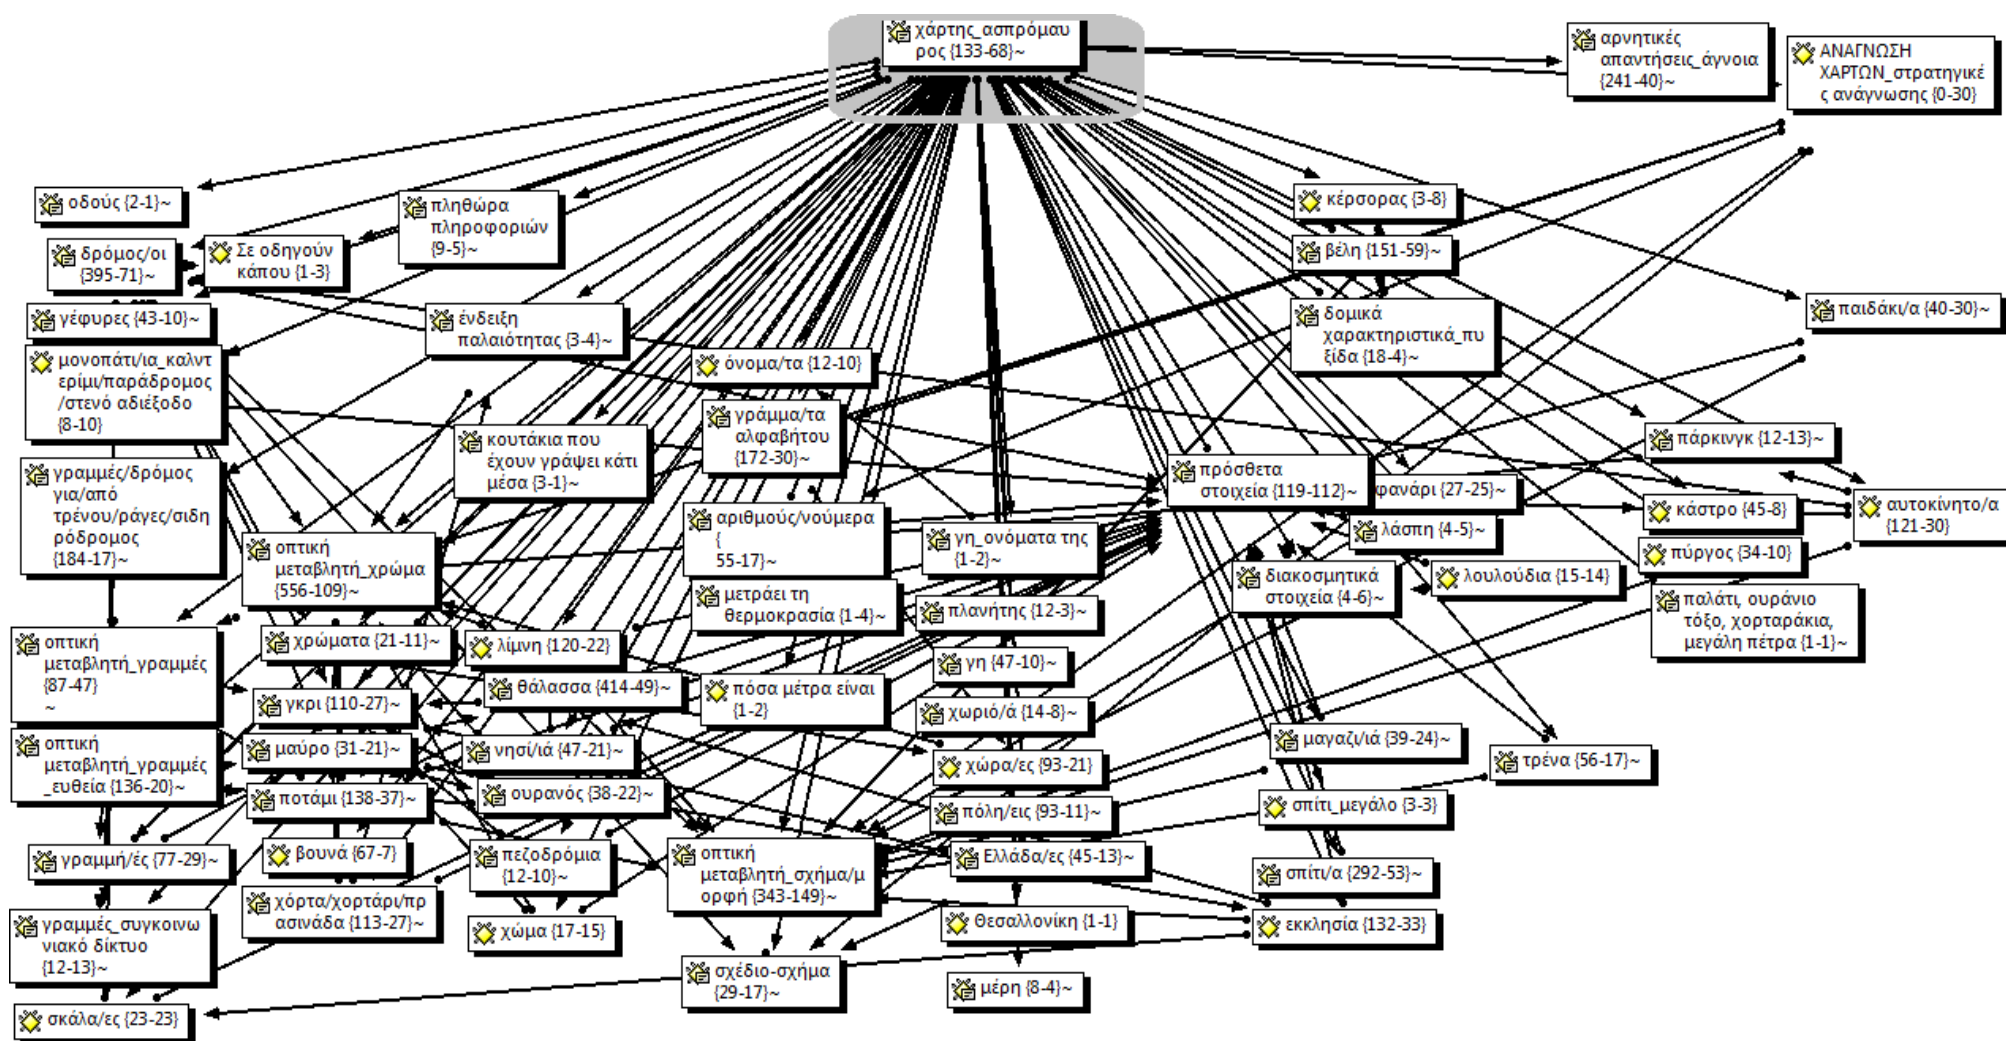 χάρτης_ασπρόμαυ
ρος {133-68}~
αρνητικές
απαντήσεις_άγνοια
{241-40}~
ΑΝΑΓΝΩΣΗ
ΧΑΡΤΩΝ_στρατηγικέ
ς ανάγνωσης {0-30}
οδούς {2-1}~
πληθώρα
πληροφοριών
{9-5}~
κέρσορας {3-8}
δρόμος/οι
{395-71}~
Σε οδηγούν
κάπου {1-3}
βέλη {151-59}~
γέφυρες {43-10}~
ένδειξη
παλαιότητας {3-4}~
δομικά
χαρακτηριστικά_πυ
ξίδα {18-4}~
παιδάκι/α {40-30}~
μονοπάτι/ια_καλντ
ερίμι/παράδρομος
/στενό αδιέξοδο
{8-10}
όνομα/τα {12-10}
γράμμα/τα
αλφαβήτου
{172-30}~
κουτάκια που
έχουν γράψει κάτι
μέσα {3-1}~
πάρκινγκ {12-13}~
γραμμές/δρόμος
για/από
τρένου/ράγες/σιδη
ρόδρομος
{184-17}~
πρόσθετα
στοιχεία {119-112}~
φανάρι {27-25}~
κάστρο {45-8}
αυτοκίνητο/α
{121-30}
αριθμούς/νούμερα
{
55-17}~
γη_ονόματα της
{1-2}~
λάσπη {4-5}~
οπτική
μεταβλητή_χρώμα
{556-109}~
πύργος {34-10}
διακοσμητικά
στοιχεία {4-6}~
λουλούδια {15-14}
μετράει τη
θερμοκρασία {1-4}~
πλανήτης {12-3}~
παλάτι, ουράνιο
τόξο, χορταράκια,
μεγάλη πέτρα {1-1}~
οπτική
μεταβλητή_γραμμές
{87-47}
~
χρώματα {21-11}~
λίμνη {120-22}
γη {47-10}~
θάλασσα {414-49}~
πόσα μέτρα είναι
{1-2}
γκρι {110-27}~
χωριό/ά {14-8}~
οπτική
μεταβλητή_γραμμές
_ευθεία {136-20}~
μαύρο {31-21}~
νησί/ιά {47-21}~
χώρα/ες {93-21}
μαγαζι/ιά {39-24}~
τρένα {56-17}~
ποτάμι {138-37}~
ουρανός {38-22}~
πόλη/εις {93-11}~
σπίτι_μεγάλο {3-3}
γραμμή/ές {77-29}~
βουνά {67-7}
πεζοδρόμια
{12-10}~
οπτική
μεταβλητή_σχήμα/μ
ορφή {343-149}~
Ελλάδα/ες {45-13}~
σπίτι/α {292-53}~
χόρτα/χορτάρι/πρ
ασινάδα {113-27}~
γραμμές_συγκοινω
νιακό δίκτυο
{12-13}~
χώμα {17-15}
Θεσαλλονίκη {1-1}
εκκλησία {132-33}
σχέδιο-σχήμα
{29-17}~
μέρη {8-4}~
σκάλα/ες {23-23}